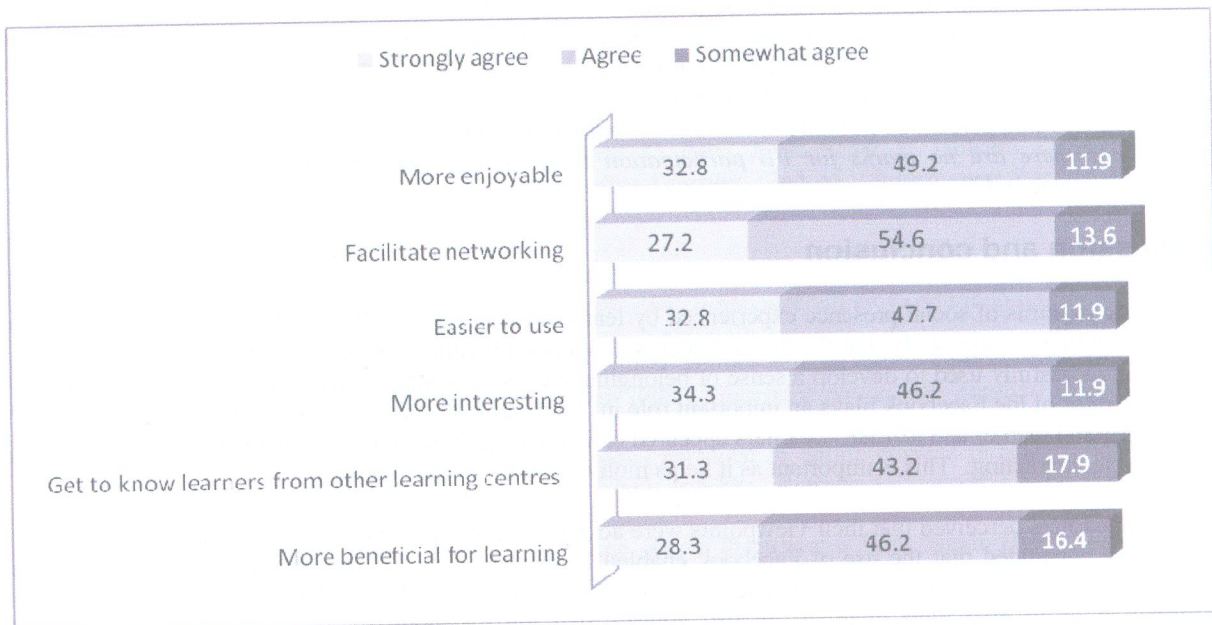 Strongly agree Agree Somewhat agree
More enjoyable 32.8 49.2 11.9
Facilitate networking 27.2 54.6 13.6
Easier to use 32.8 47.7 11.9
More interesting 34.3 46.2 11.9
Get to know learners from other learning centres 31.3 43.2 17.9
More beneficial for learning 28.3 46.2 16.4